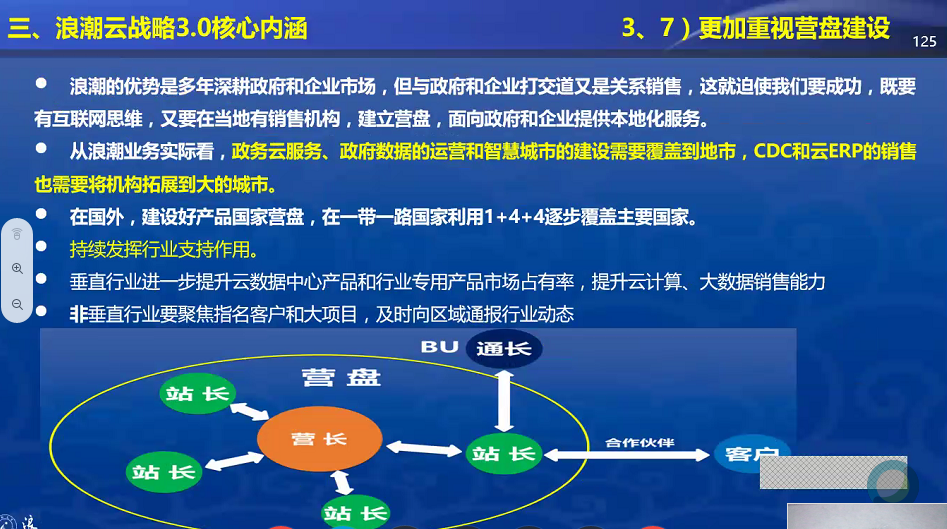 三、浪潮云战略3.0核心内涵
3、7）更加重视营盘建设
125
● 浪潮的优势是多年深耕政府和企业市场，但与政府和企业打交道又是关系销售，这就迫使我们要成功，既要
有互联网思维，又要在当地有销售机构，建立营盘，面向政府和企业提供本地化服务。
● 从浪潮业务实际看，政务云服务、政府数据的运营和智慧城市的建设需要覆盖到地市，CDC和云ERP的销售
也需要将机构拓展到大的城市。
● 在国外，建设好产品国家营盘，在一带一路国家利用1+4+4逐步覆盖主要国家。
● 持续发挥行业支持作用。
● 垂直行业进一步提升云数据中心产品和行业专用产品市场占有率，提升云计算、大数据销售能力
● 非垂直行业要聚焦指名客户和大项目，及时向区域通报行业动态
BU 通长
营盘
站长
营长
站长
合作伙伴
客户
站长
站长
浪